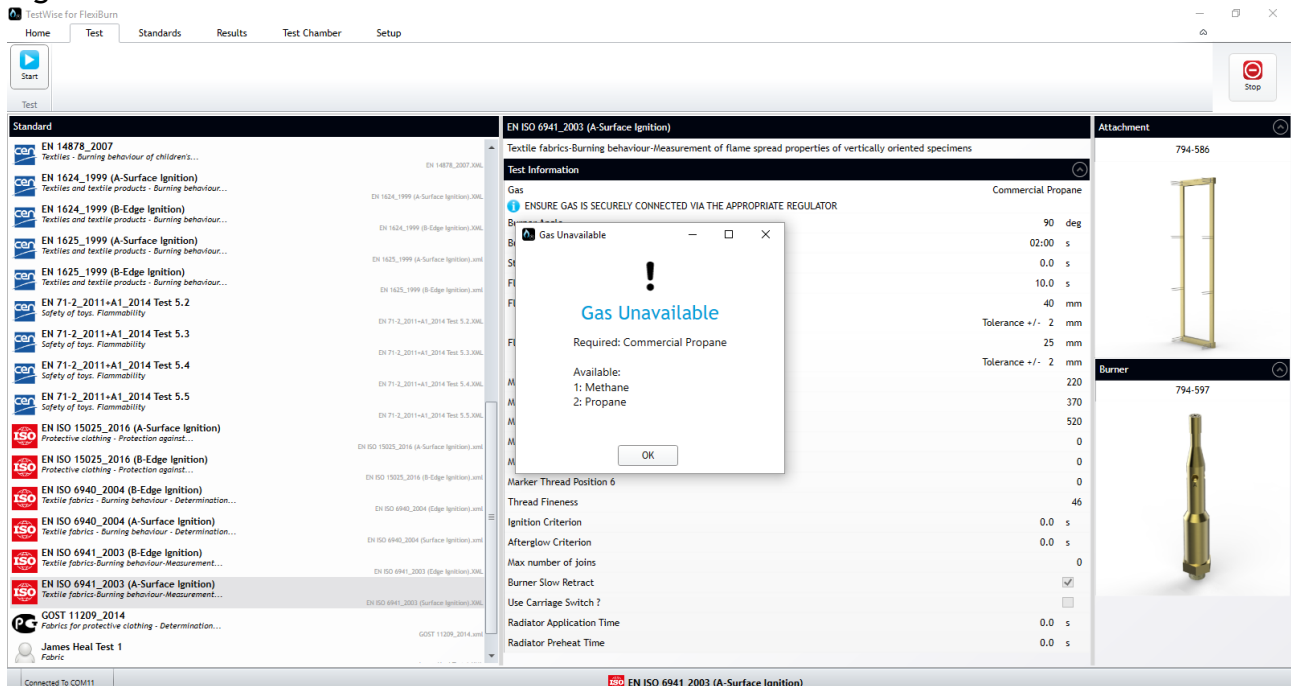 TestWise for FlexiBurn
Home Test Standards Results Test Chamber Setup
Start
Stop
Test
Standard
EN 14878_2007
Textiles - Burning behaviour of children's...
EN 14878_2007.XML
EN 1624_1999 (A-Surface Ignition)
Textiles and textile products - Burning behaviour...
EN 1624_1999 (A-Surface Ignition).XML
EN 1624_1999 (B-Edge Ignition)
Textiles and textile products - Burning behaviour...
EN 1624_1999 (B-Edge Ignition).XML
EN 1625_1999 (A-Surface Ignition)
Textiles and textile products - Burning behaviour...
EN 1625_1999 (A-Surface Ignition).xml
EN 1625_1999 (B-Edge Ignition)
Textiles and textile products - Burning behaviour...
EN 1625_1999 (B-Edge Ignition).xml
EN 71-2_2011+A1_2014 Test 5.2
Safety of toys. Flammability
EN 71-2_2011+A1_2014 Test 5.2.XML
EN 71-2_2011+A1_2014 Test 5.3
Safety of toys. Flammability
EN 71-2_2011+A1_2014 Test 5.3.XML
EN 71-2_2011+A1_2014 Test 5.4
Safety of toys. Flammability
EN 71-2_2011+A1_2014 Test 5.4.XML
EN 71-2_2011+A1_2014 Test 5.5
Safety of toys. Flammability
EN 71-2_2011+A1_2014 Test 5.5.XML
EN ISO 15025_2016 (A-Surface Ignition)
Protective clothing - Protection against...
EN ISO 15025_2016 (A-Surface Ignition).xml
EN ISO 15025_2016 (B-Edge Ignition)
Protective clothing - Protection against...
EN ISO 15025_2016 (B-Edge Ignition).xml
EN ISO 6940_2004 (B-Edge Ignition)
Textile fabrics - Burning behaviour - Determination...
EN ISO 6940_2004 (Edge Ignition).xml
EN ISO 6940_2004 (A-Surface Ignition)
Textile fabrics - Burning behaviour - Determination...
EN ISO 6940_2004 (Surface Ignition).xml
EN ISO 6941_2003 (B-Edge Ignition)
Textile fabrics-Burning behaviour-Measurement...
EN ISO 6941_2003 (Edge Ignition).XML
EN ISO 6941_2003 (A-Surface Ignition)
Textile fabrics-Burning behaviour-Measurement...
EN ISO 6941_2003 (Surface Ignition).XML
GOST 11209_2014
Fabrics for protective clothing - Determination...
GOST 11209_2014.xml
James Heal Test 1
Fabric
EN ISO 6941_2003 (A-Surface Ignition)
Textile fabrics-Burning behaviour-Measurement of flame spread properties of vertically oriented specimens
Test Information
Gas Commercial Propane
ENSURE GAS IS SECURELY CONNECTED VIA THE APPROPRIATE REGULATOR
90 deg
02:00 s
0.0 s
10.0 s
40 mm
Tolerance +/- 2 mm
25 mm
Tolerance +/- 2 mm
220
370
520
0
0
Marker Thread Position 6 0
Thread Fineness 46
Ignition Criterion 0.0 s
Afterglow Criterion 0.0 s
Max number of joins 0
Burner Slow Retract
Use Carriage Switch ?
Radiator Application Time 0.0 s
Radiator Preheat Time 0.0 s
Gas Unavailable
!
Gas Unavailable
Required: Commercial Propane
Available:
1: Methane
2: Propane
OK
Attachment
794-586
Burner
794-597
Connected To COM11
ISO EN ISO 6941_2003 (A-Surface Ignition)